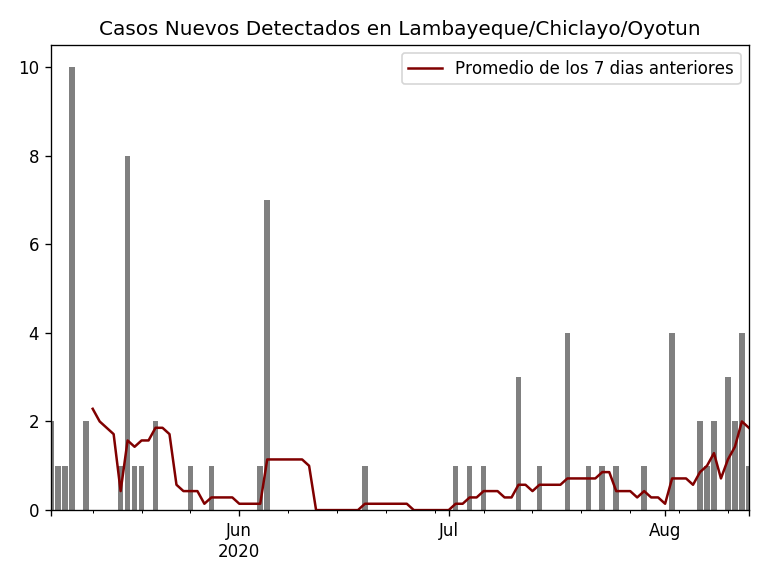 Casos Nuevos Detectados en Lambayeque/Chiclayo/Oyotun
Promedio de los 7 dias anteriores
10
8
6
4
2
0
Jun
2020
Jul
Aug